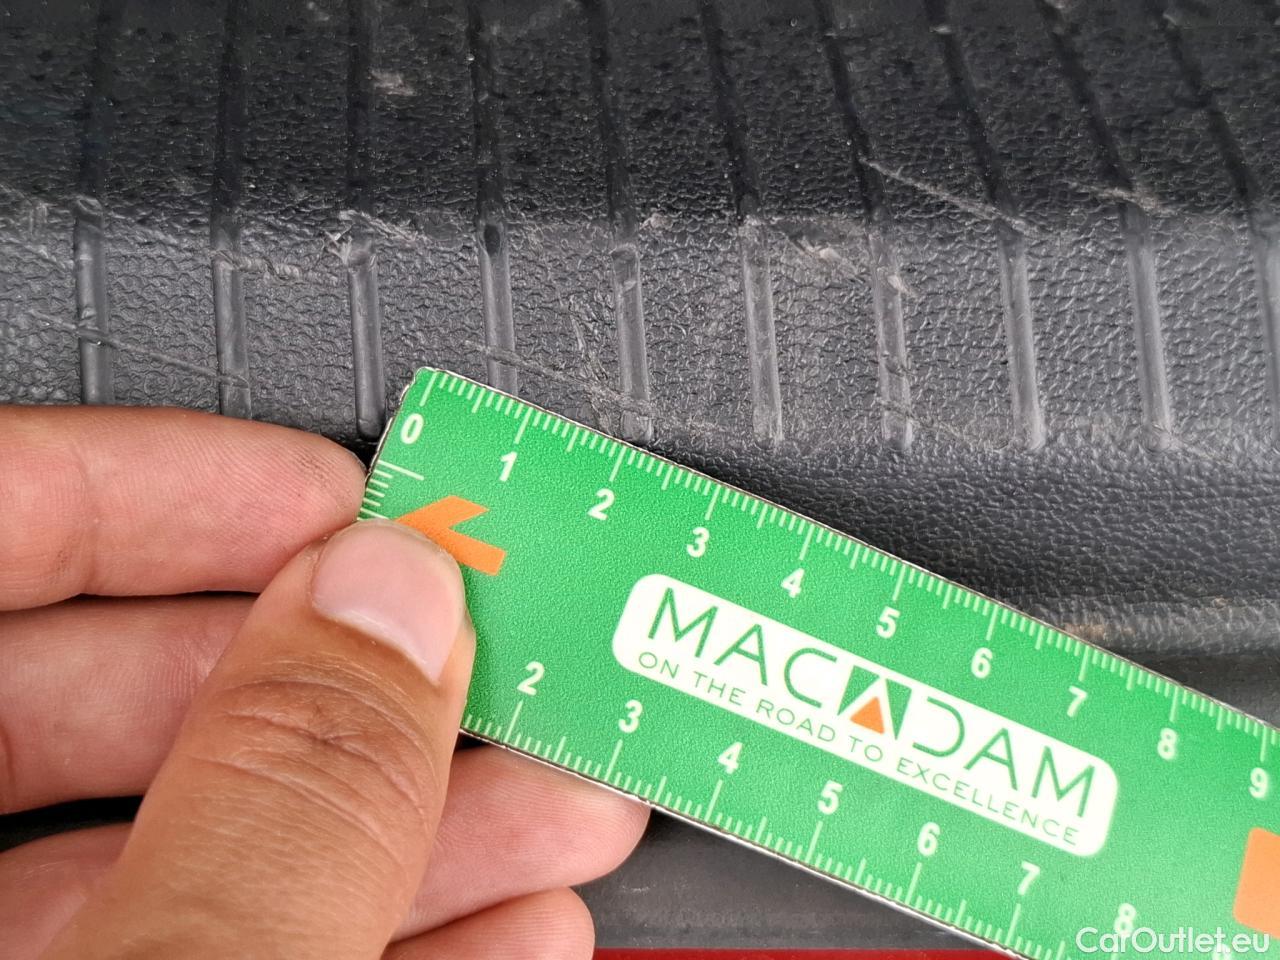 0 1 2 3 4 5 6 7 8 9
MACADAM
ON THE ROAD TO EXCELLENCE
2 3 4 5 6 7 8
CarOutlet.eu